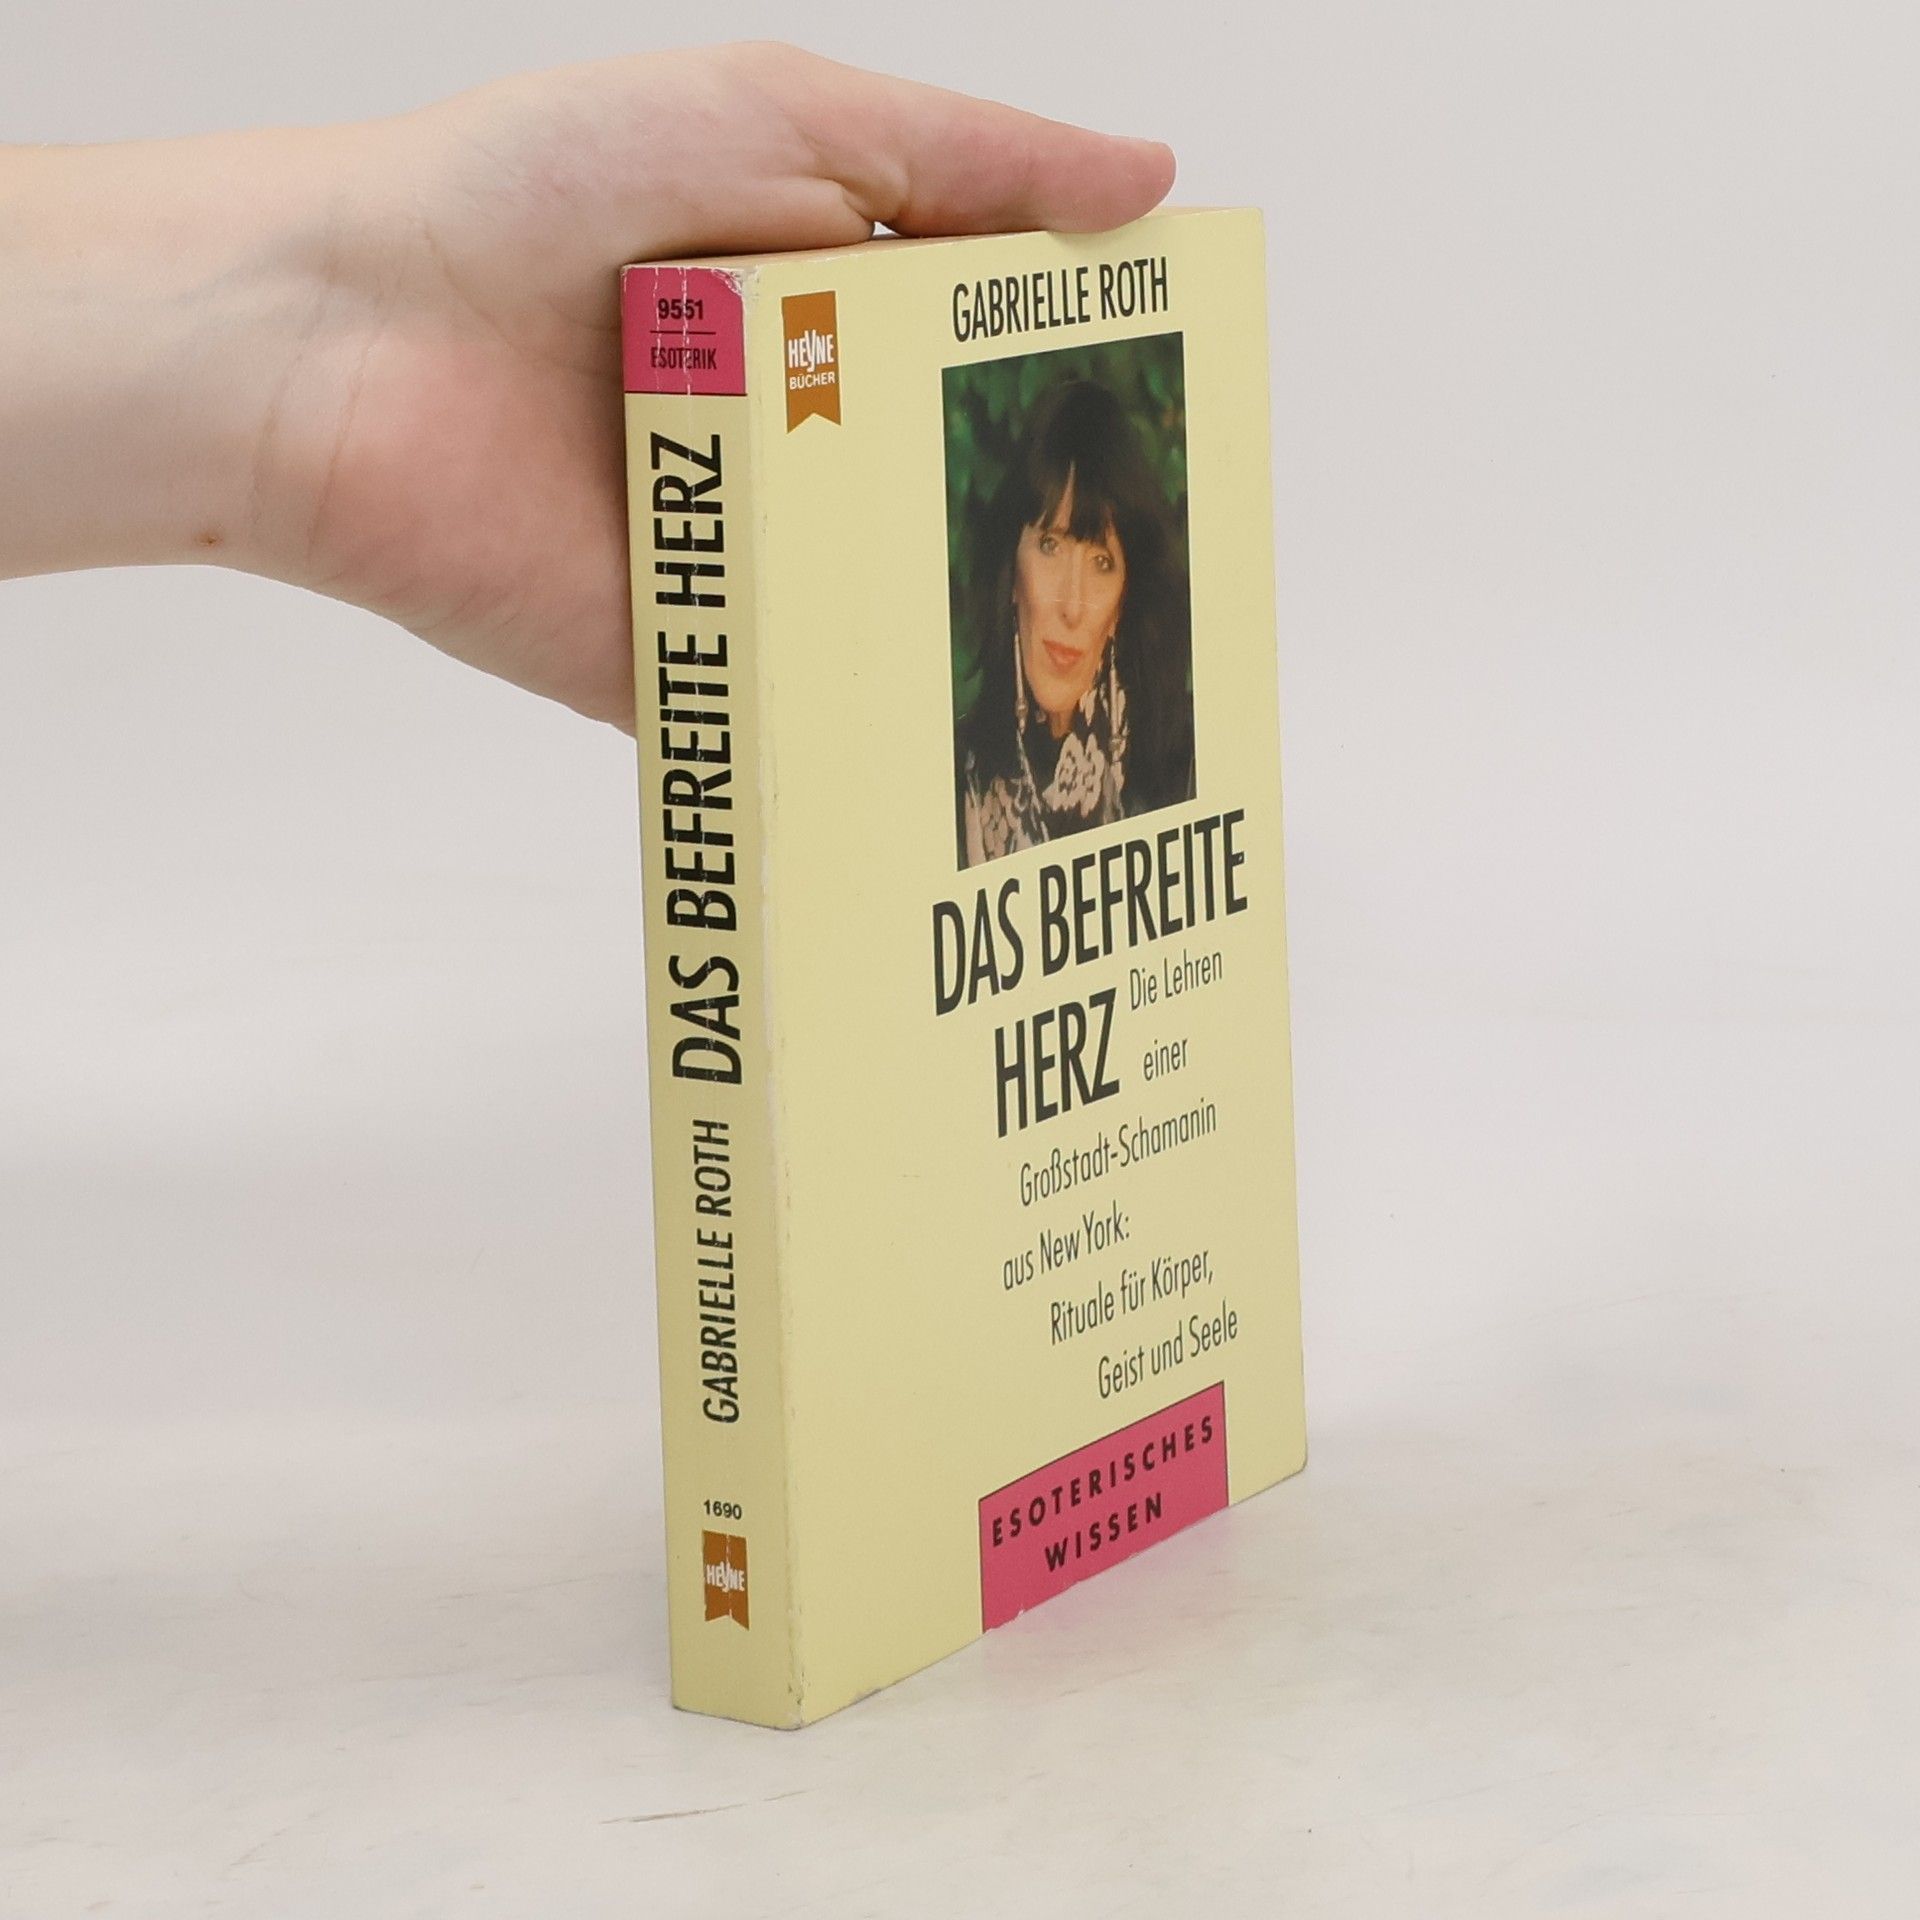 9551
ESOTERIK
DAS BEFREITE HERZ
GABRIELLE ROTH
1690
HEYNE
HEYNE
BÜCHER
GABRIELLE ROTH
DAS BEFREITE
HERZ
Die Lehren
einer
Großstadt-Schamanin
aus New York:
Rituale für Körper,
Geist und Seele
ESOTERISCHES
WISSEN